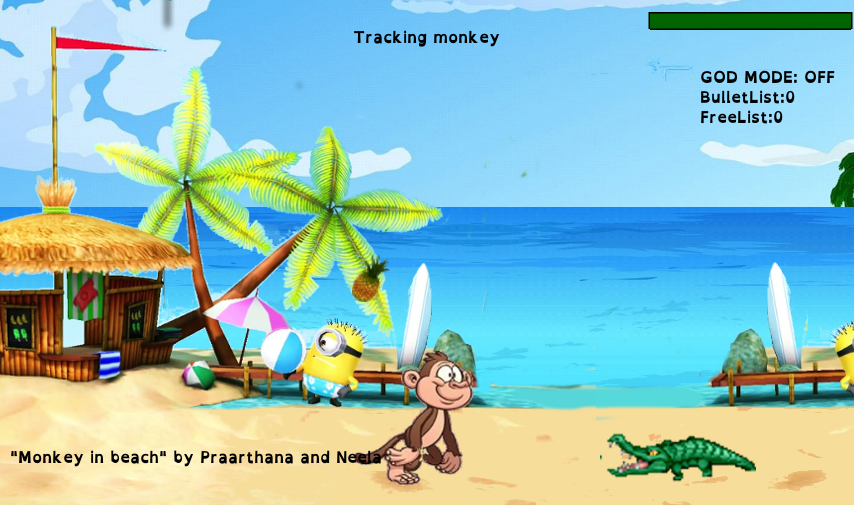 Tracking monkey
GOD MODE: OFF
BulletList:0
FreeList:0
"Monkey in beach" by Praarthana and Neela